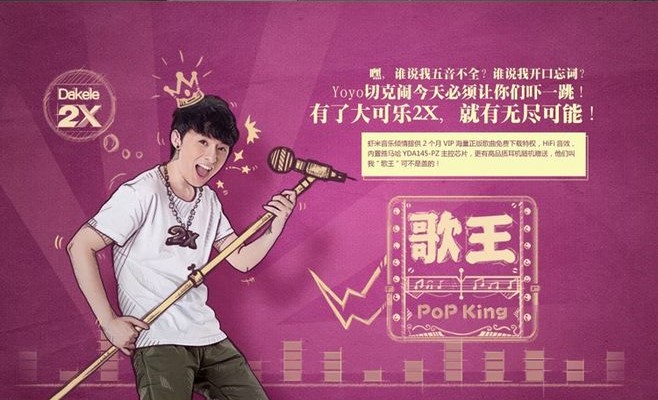 Dakele
2X
嘿，谁说我五音不全？谁说我开口忘词？
Yoyo切克闹今天必须让你们吓一跳！
有了大可乐2X，就有无尽可能！
虾米音乐倾情提供 2 个月 VIP 海量正版歌曲免费下载特权，HiFi 音效，
内置雅马哈 YDA145-PZ 主控芯片，更有高品质耳机随机赠送，他们叫
我“歌王”可不是盖的！
2X
歌王
PoP King